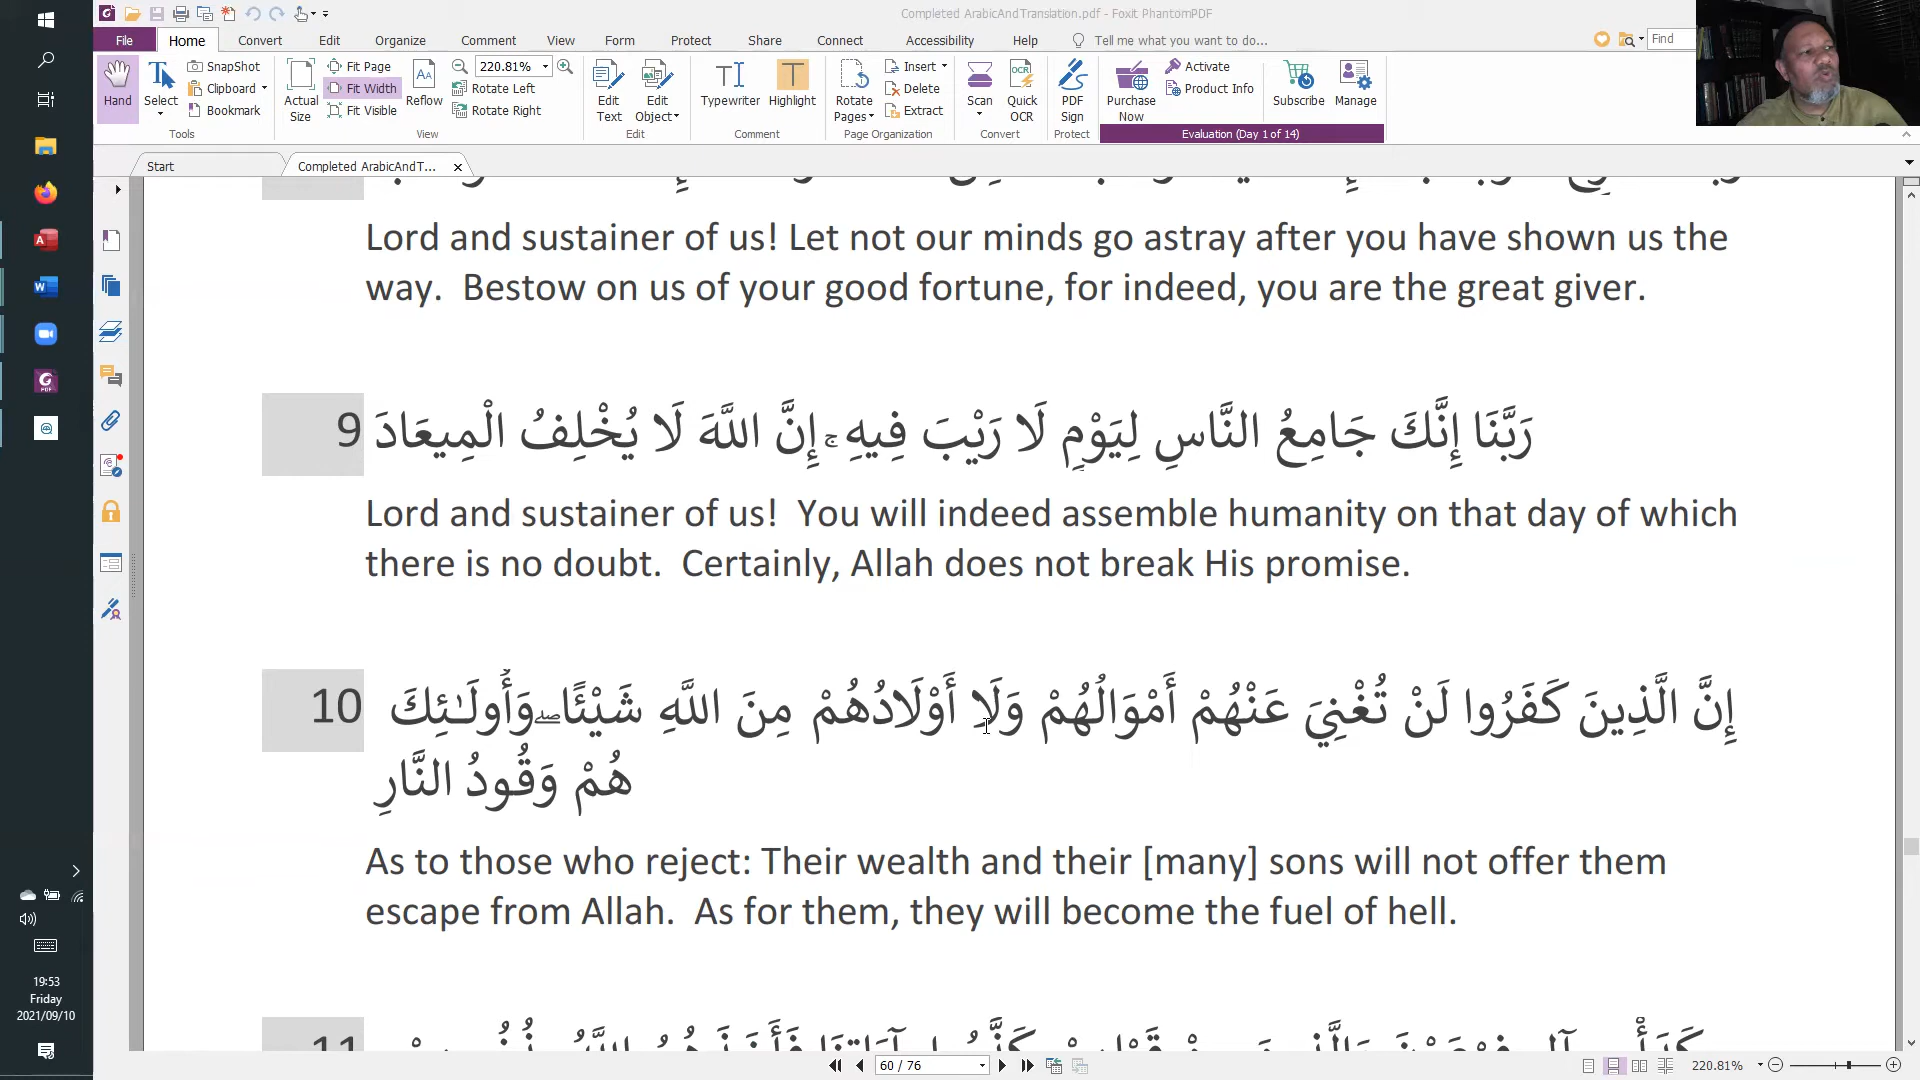 Completed ArabicAndTranslation.pdf - Foxit PhantomPDF
File Home Convert Edit Organize Comment View Form Protect Share Connect Accessibility Help Tell me what you want to do... Find
Hand Select SnapShot Clipboard Bookmark
Tools
Actual Size Fit Page Fit Width Fit Visible Reflow 220.81% Rotate Left Rotate Right
View
Edit Text Edit Object
Edit
Typewriter Highlight
Comment
Rotate Pages Insert Delete Extract
Page Organization
Scan Quick OCR
Convert
PDF Sign
Protect
Purchase Now Activate Product Info Subscribe Manage
Evaluation (Day 1 of 14)
Start Completed ArabicAndT...
Lord and sustainer of us! Let not our minds go astray after you have shown us the
way. Bestow on us of your good fortune, for indeed, you are the great giver.
9 رَبَّنَا إِنَّكَ جَامِعُ النَّاسِ لِيَوْمٍ لَا رَيْبَ فِيهِ ۚ إِنَّ اللَّهَ لَا يُخْلِفُ الْمِيعَادَ
Lord and sustainer of us! You will indeed assemble humanity on that day of which
there is no doubt. Certainly, Allah does not break His promise.
10 إِنَّ الَّذِينَ كَفَرُوا لَنْ تُغْنِيَ عَنْهُمْ أَمْوَالُهُمْ وَلَا أَوْلَادُهُمْ مِنَ اللَّهِ شَيْئًا ۖ وَأُولَٰئِكَ
هُمْ وَقُودُ النَّارِ
As to those who reject: Their wealth and their [many] sons will not offer them
escape from Allah. As for them, they will become the fuel of hell.
19:53
Friday
2021/09/10
60 / 76
220.81%